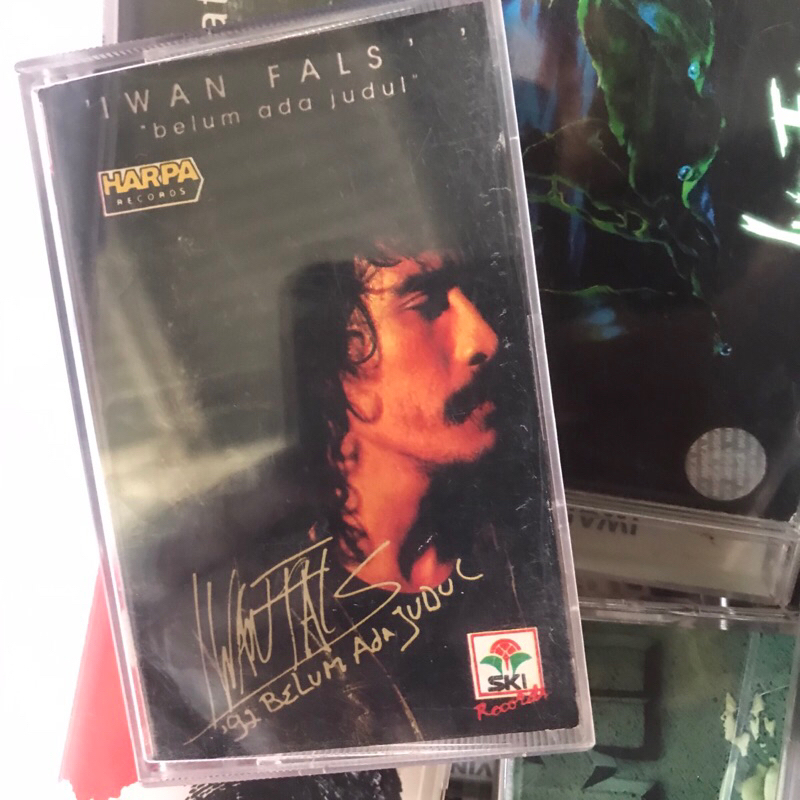 'IWAN FALS''
"belum ada judul"
HARPA
RECORDS
IWAN FALS
'92 BELUM AdA JUDUL
SKI
Records